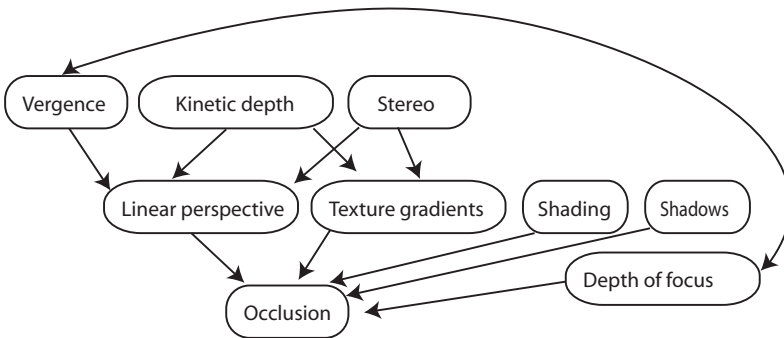 Vergence
Kinetic depth
Stereo
Linear perspective
Texture gradients
Shading
Shadows
Depth of focus
Occlusion